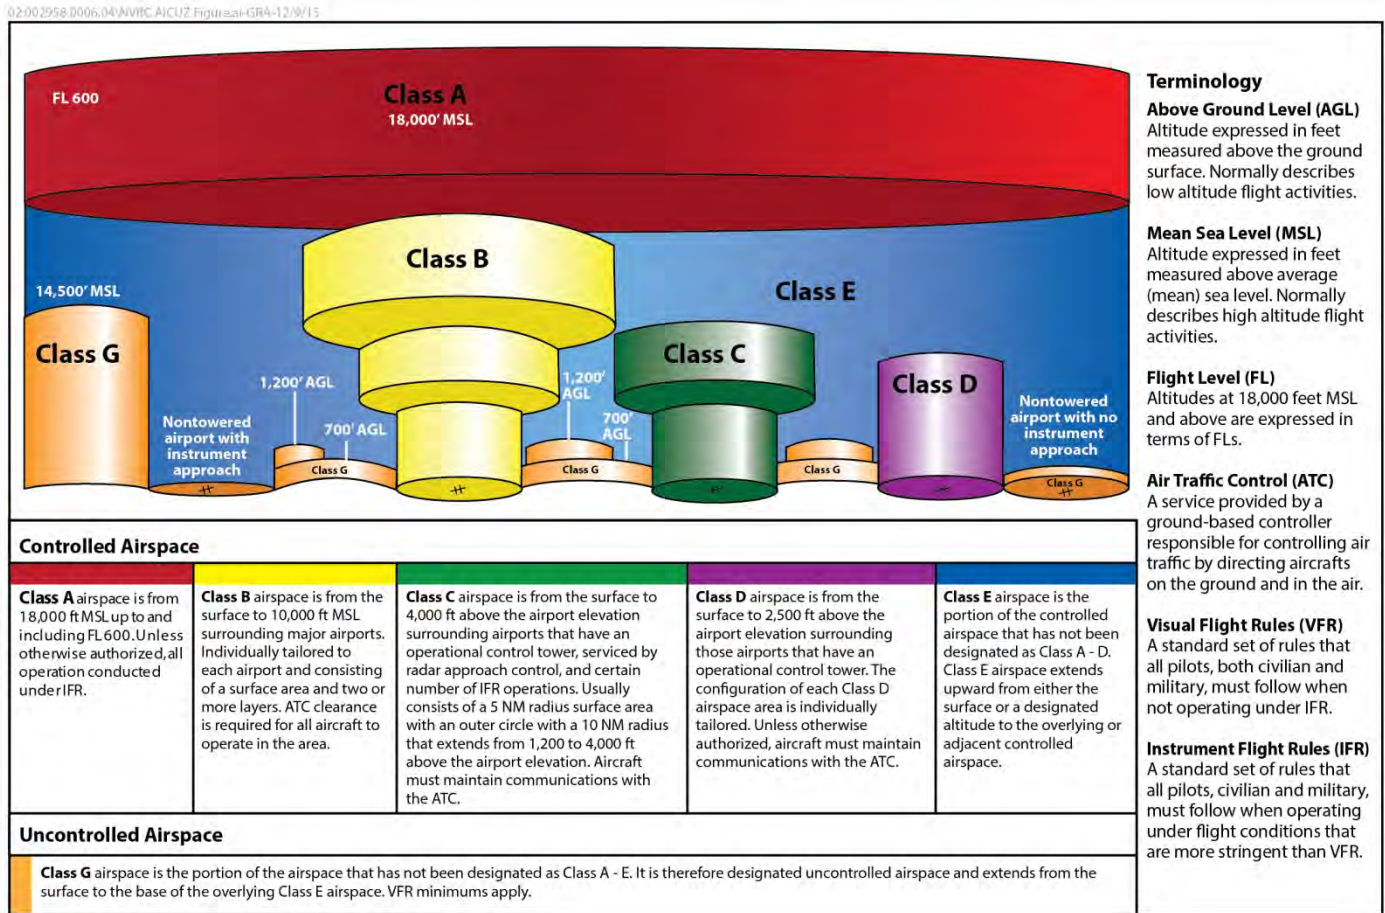 02:002958.0006.04\NWIRC AICUZ Figure.ai-GRA-12/9/15
FL 600
Class A
18,000' MSL
Class B
Class E
14,500' MSL
Class G
Class C
Class D
1,200' AGL
700' AGL
1,200'
AGL
700'
AGL
Nontowered
airport with
instrument
approach
Nontowered
airport with no
instrument
approach
Class G
Class G
Class G
Class G
Terminology
Above Ground Level (AGL)
Altitude expressed in feet
measured above the ground
surface. Normally describes
low altitude flight activities.
Mean Sea Level (MSL)
Altitude expressed in feet
measured above average
(mean) sea level. Normally
describes high altitude flight
activities.
Flight Level (FL)
Altitudes at 18,000 feet MSL
and above are expressed in
terms of FLs.
Air Traffic Control (ATC)
A service provided by a
ground-based controller
responsible for controlling air
traffic by directing aircrafts
on the ground and in the air.
Visual Flight Rules (VFR)
A standard set of rules that
all pilots, both civilian and
military, must follow when
not operating under IFR.
Instrument Flight Rules (IFR)
A standard set of rules that
all pilots, civilian and military,
must follow when operating
under flight conditions that
are more stringent than VFR.
Controlled Airspace
Class A airspace is from
18,000 ft MSL up to and
including FL 600. Unless
otherwise authorized, all
operation conducted
under IFR.
Class B airspace is from the
surface to 10,000 ft MSL
surrounding major airports.
Individually tailored to
each airport and consisting
of a surface area and two or
more layers. ATC clearance
is required for all aircraft to
operate in the area.
Class C airspace is from the surface to
4,000 ft above the airport elevation
surrounding airports that have an
operational control tower, serviced by
radar approach control, and certain
number of IFR operations. Usually
consists of a 5 NM radius surface area
with an outer circle with a 10 NM radius
that extends from 1,200 to 4,000 ft
above the airport elevation. Aircraft
must maintain communications with
the ATC.
Class D airspace is from the
surface to 2,500 ft above the
airport elevation surrounding
those airports that have an
operational control tower. The
configuration of each Class D
airspace area is individually
tailored. Unless otherwise
authorized, aircraft must maintain
communications with the ATC.
Class E airspace is the
portion of the controlled
airspace that has not been
designated as Class A - D.
Class E airspace extends
upward from either the
surface or a designated
altitude to the overlying or
adjacent controlled
airspace.
Uncontrolled Airspace
Class G airspace is the portion of the airspace that has not been designated as Class A - E. It is therefore designated uncontrolled airspace and extends from the
surface to the base of the overlying Class E airspace. VFR minimums apply.